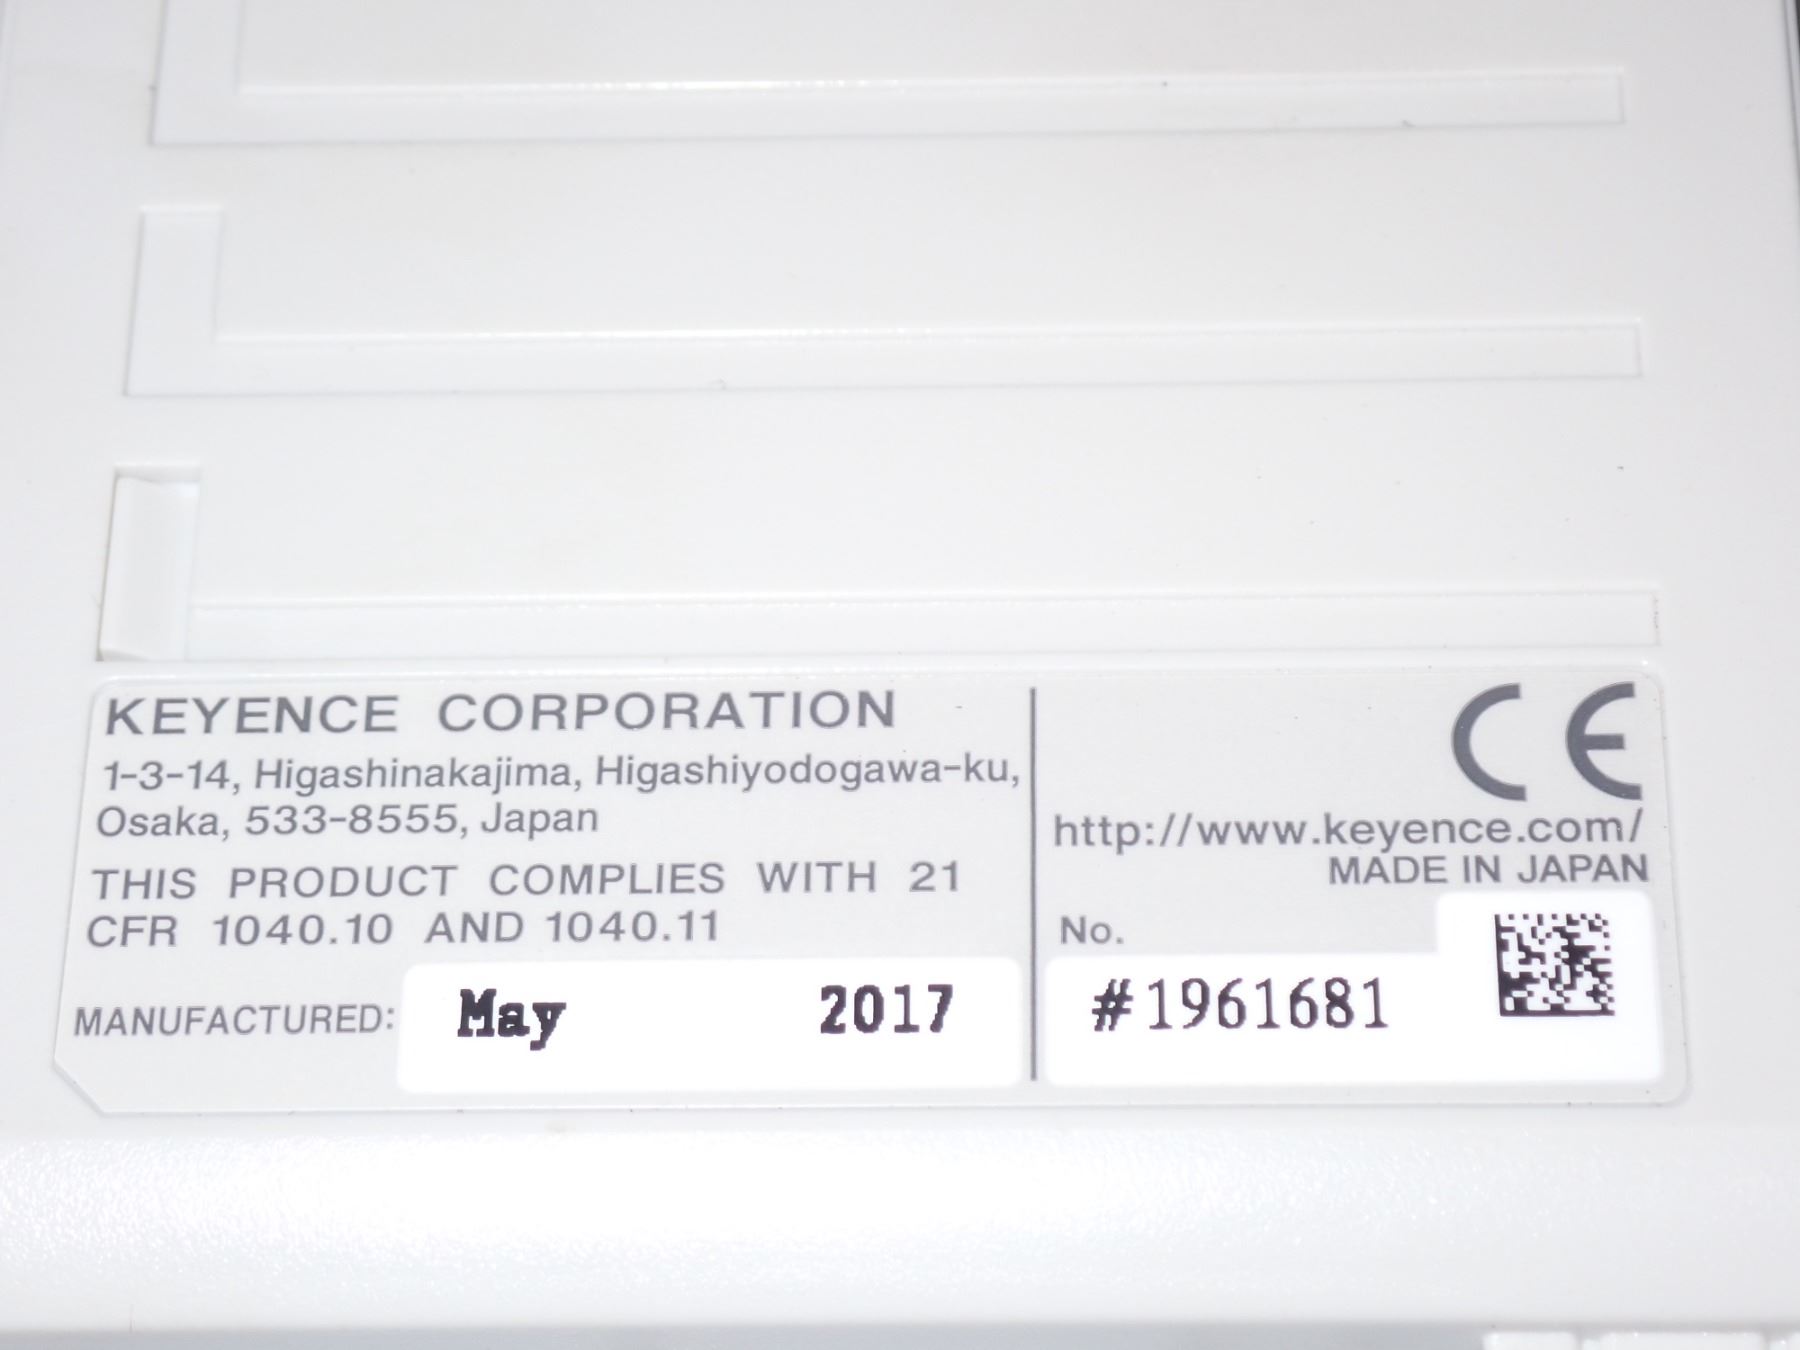 KEYENCE CORPORATION
1-3-14, Higashinakajima, Higashiyodogawa-ku,
Osaka, 533-8555, Japan
THIS PRODUCT COMPLIES WITH 21
CFR 1040.10 AND 1040.11
MANUFACTURED: May 2017
CE
http://www.keyence.com/
MADE IN JAPAN
No.
#1961681